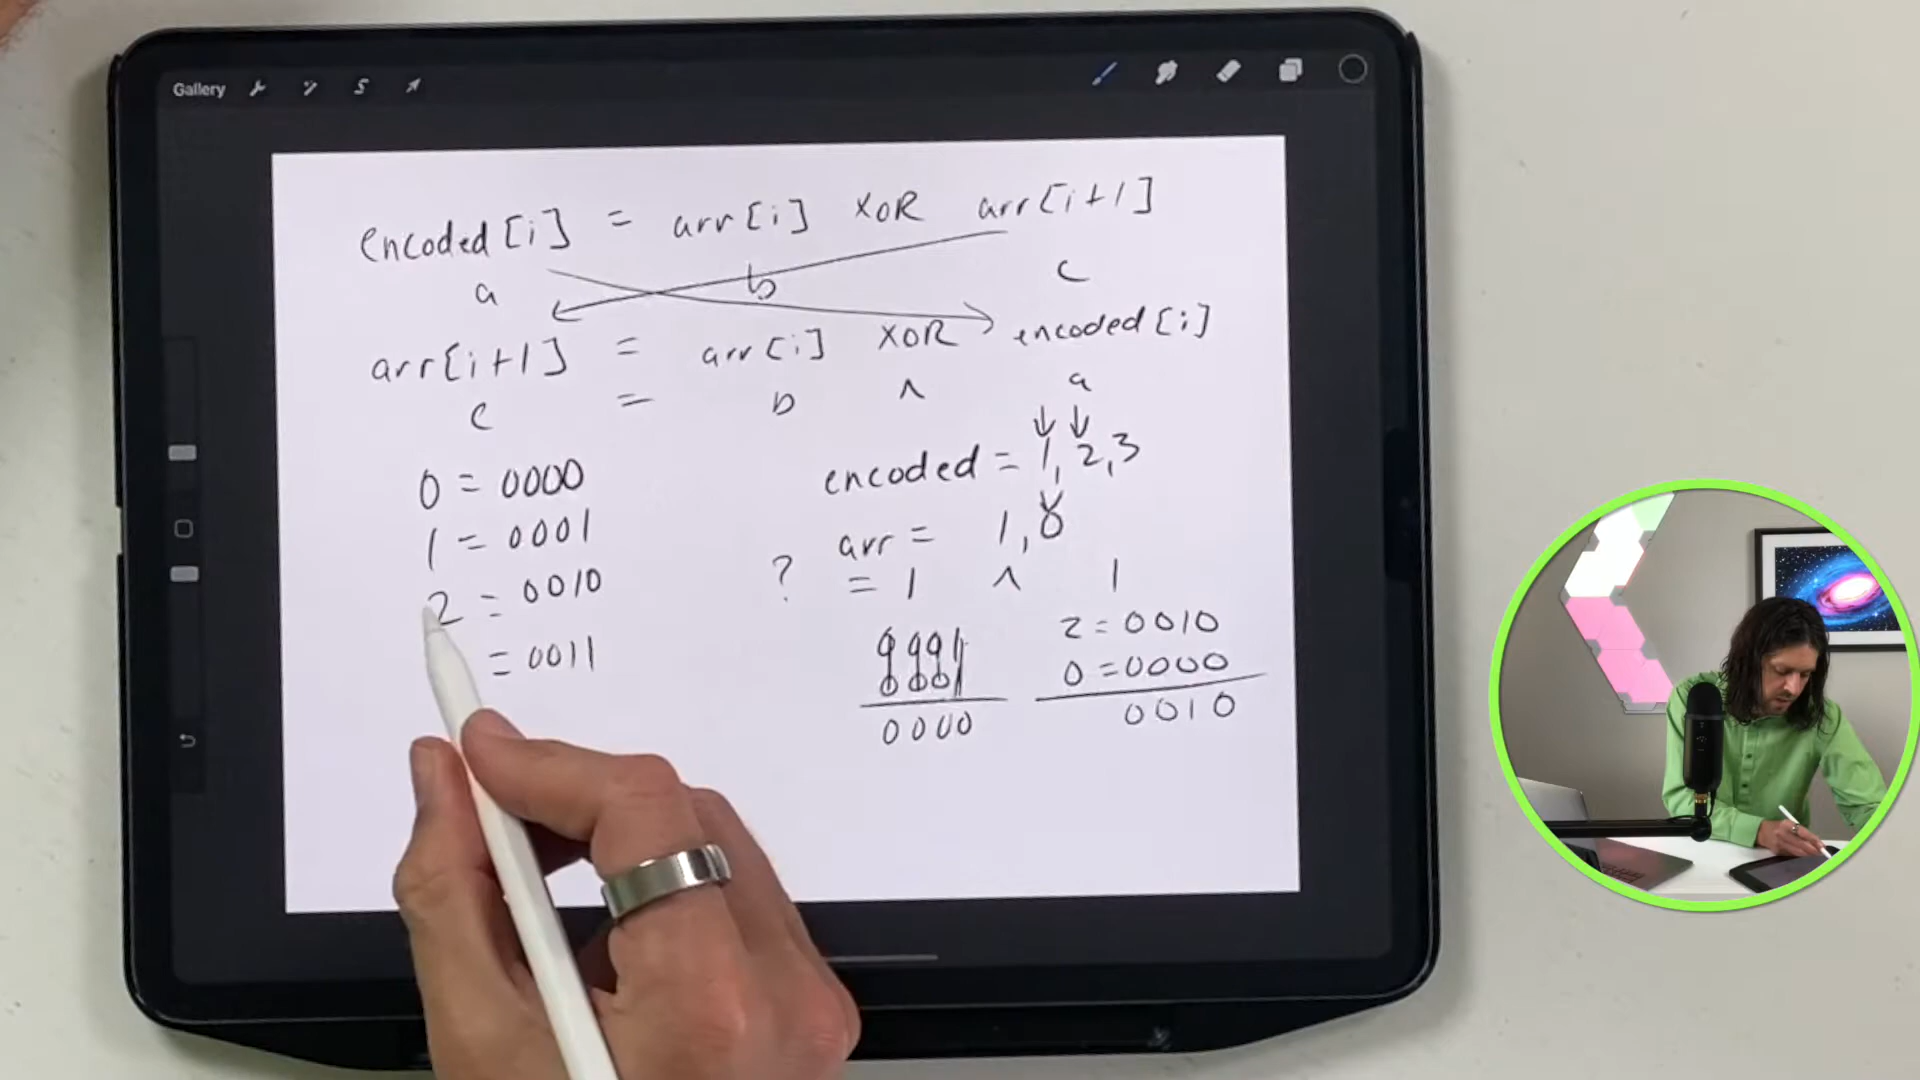 Gallery
encoded[i] = arr[i] XOR arr[i+1]
a b c
arr[i+1] = arr[i] XOR encoded[i]
c = b ^ a
0 = 0000
1 = 0001
2 = 0010
= 0011
encoded = 1, 2, 3
arr = 1, 0
? = 1 ^ 1
0001
0001
0000
2 = 0010
0 = 0000
0010